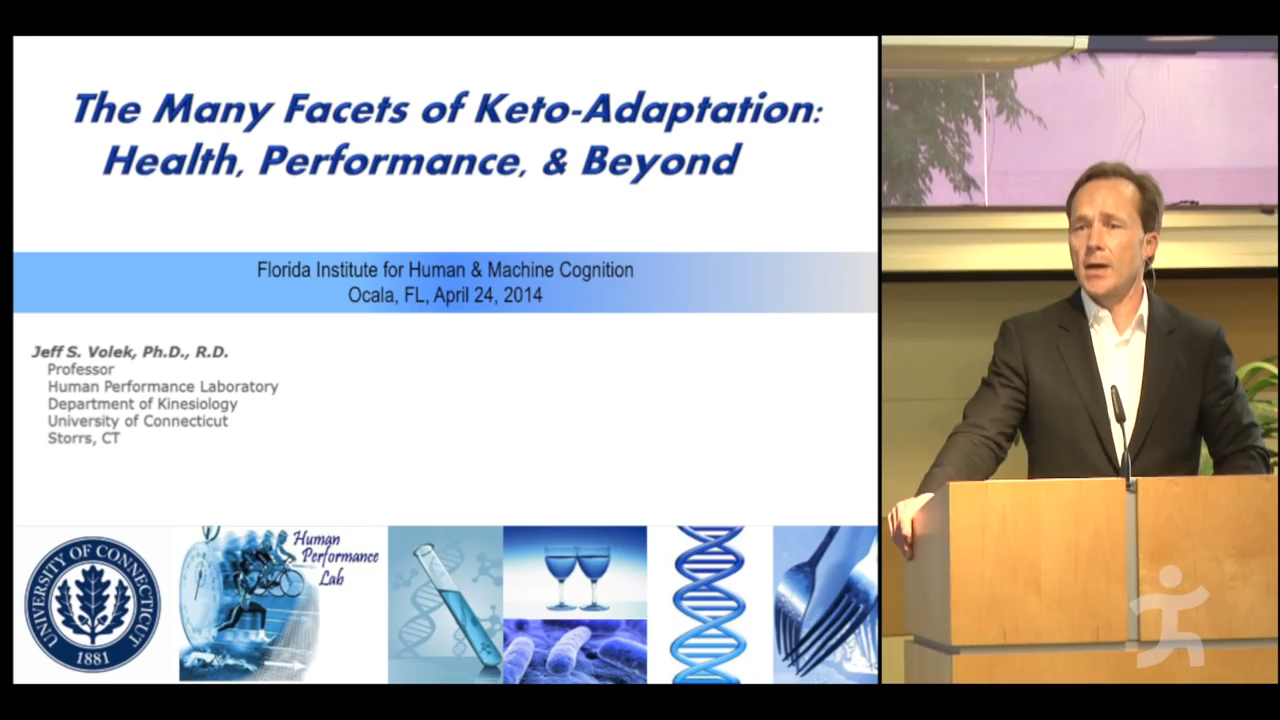 The Many Facets of Keto-Adaptation:
Health, Performance, & Beyond
Florida Institute for Human & Machine Cognition
Ocala, FL, April 24, 2014
Jeff S. Volek, Ph.D., R.D.
Professor
Human Performance Laboratory
Department of Kinesiology
University of Connecticut
Storrs, CT
UNIVERSITY OF CONNECTICUT
1881
Human
Performance
Lab